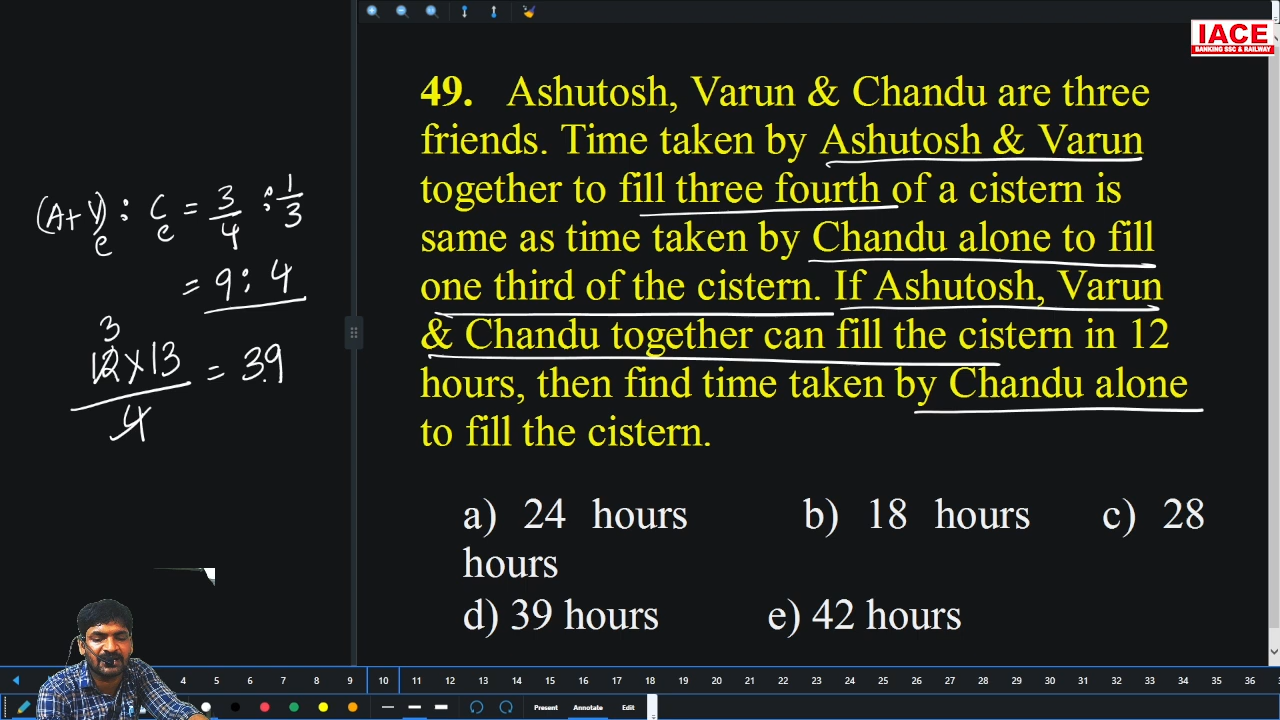 IACE
BANKING SSC & RAILWAY
49. Ashutosh, Varun & Chandu are three
friends. Time taken by Ashutosh & Varun
together to fill three fourth of a cistern is
same as time taken by Chandu alone to fill
one third of the cistern. If Ashutosh, Varun
& Chandu together can fill the cistern in 12
hours, then find time taken by Chandu alone
to fill the cistern.
a) 24 hours b) 18 hours c) 28
hours
d) 39 hours e) 42 hours
(A+V)e : Ce = 3/4 : 1/3
= 9 : 4
3
12 x 13 / 4 = 39
4 5 6 7 8 9 10 11 12 13 14 15 16 17 18 19 20 21 22 23 24 25 26 27 28 29 30 31 32 33 34 35 36
Present Annotate Edit